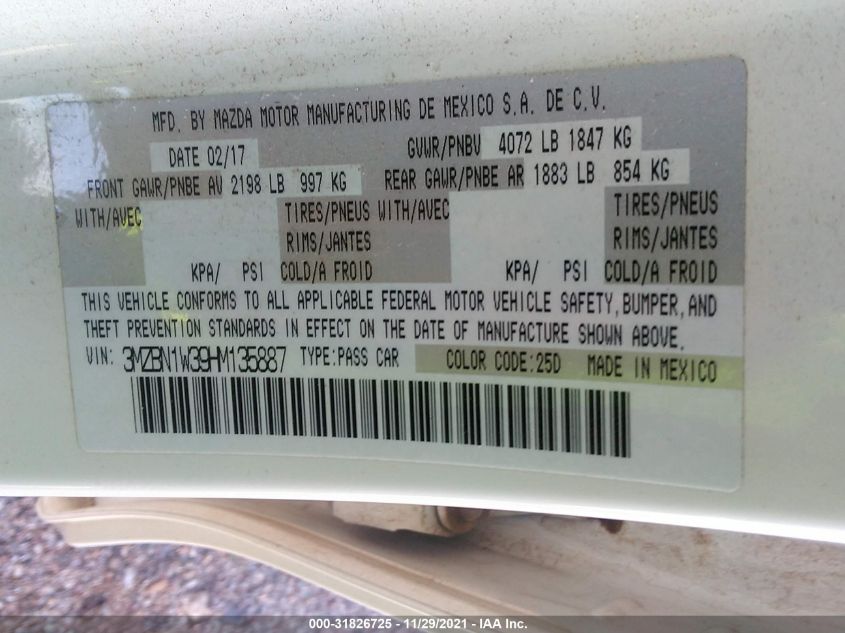 MFD. BY MAZDA MOTOR MANUFACTURING DE MEXICO S.A. DE C.V.
DATE 02/17 GVWR/PNBV 4072 LB 1847 KG
FRONT GAWR/PNBE AV 2198 LB 997 KG REAR GAWR/PNBE AR 1883 LB 854 KG
WITH/AVEC TIRES/PNEUS WITH/AVEC TIRES/PNEUS
RIMS/JANTES RIMS/JANTES
KPA/ PSI COLD/A FROID KPA/ PSI COLD/A FROID
THIS VEHICLE CONFORMS TO ALL APPLICABLE FEDERAL MOTOR VEHICLE SAFETY, BUMPER, AND
THEFT PREVENTION STANDARDS IN EFFECT ON THE DATE OF MANUFACTURE SHOWN ABOVE.
VIN: 3MZBN1W39HM135887 TYPE:PASS CAR COLOR CODE:25D MADE IN MEXICO
000-31826725 - 11/29/2021 - IAA Inc.